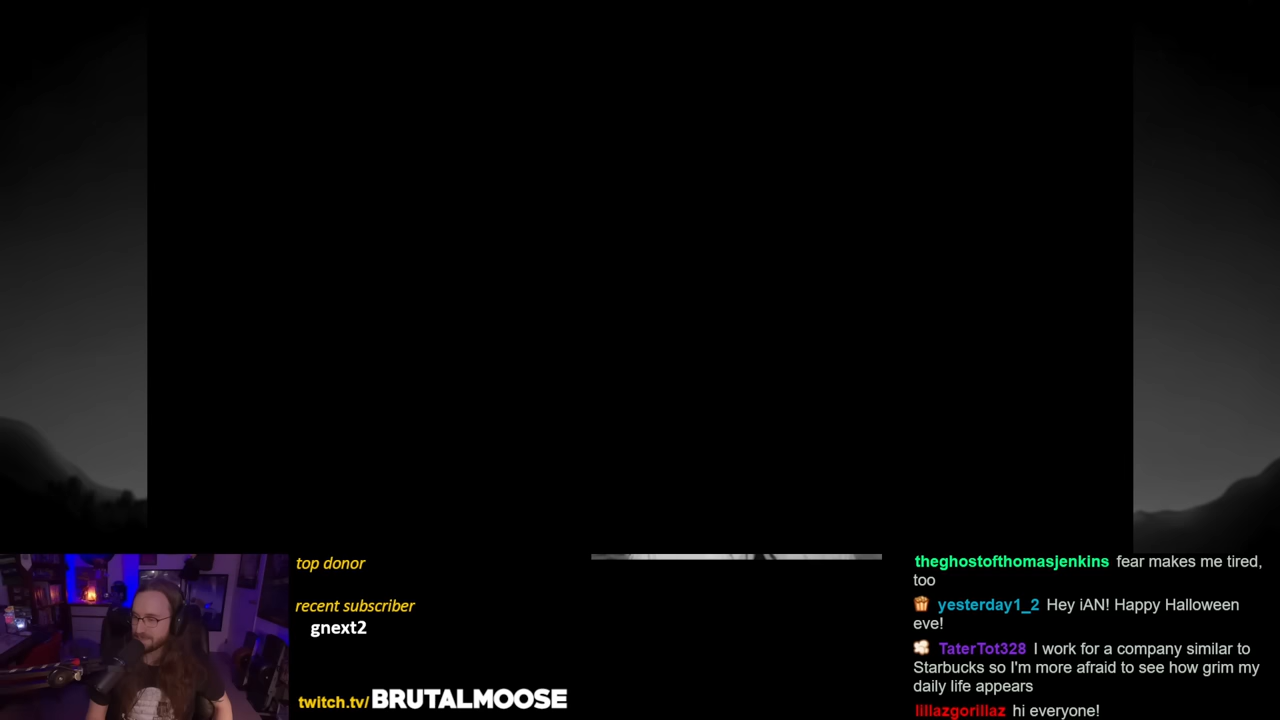 top donor
recent subscriber
gnext2
twitch.tv/BRUTALMOOSE
theghostofthomasjenkins fear makes me tired,
too
yesterday1_2 Hey iAN! Happy Halloween
eve!
TaterTot328 I work for a company similar to
Starbucks so I'm more afraid to see how grim my
daily life appears
lillazgorillaz hi everyone!